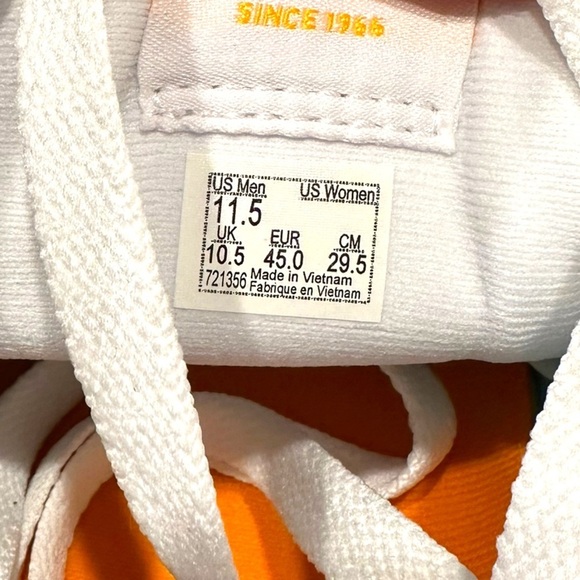 SINCE 1966
US Men US Women
11.5
UK EUR CM
10.5 45.0 29.5
721356 Made in Vietnam
Fabrique en Vietnam